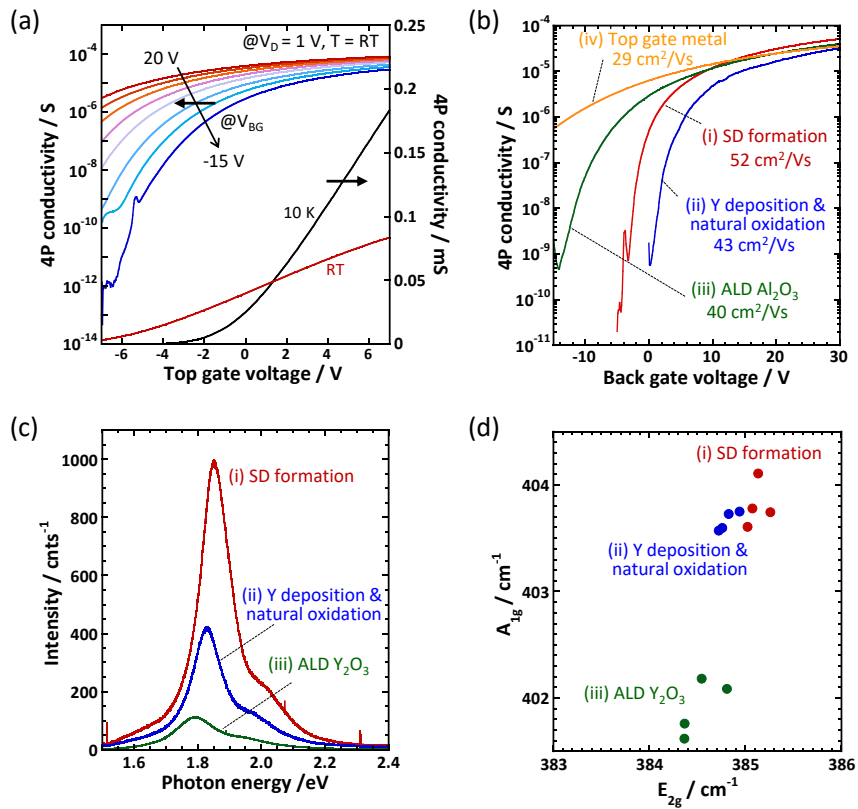 (a)
@V_D = 1 V, T = RT
20 V
@V_BG
-15 V
10 K
RT
10⁻⁴
10⁻⁶
10⁻⁸
10⁻¹⁰
10⁻¹²
10⁻¹⁴
4P conductivity / S
0.25
0.20
0.15
0.10
0.05
0
4P conductivity / mS
-6 -4 -2 0 2 4 6
Top gate voltage / V
(b)
(iv) Top gate metal
29 cm²/Vs
(i) SD formation
52 cm²/Vs
(ii) Y deposition &
natural oxidation
43 cm²/Vs
(iii) ALD Al₂O₃
40 cm²/Vs
10⁻⁴
10⁻⁵
10⁻⁶
10⁻⁷
10⁻⁸
10⁻⁹
10⁻¹⁰
10⁻¹¹
4P conductivity / S
-10 0 10 20 30
Back gate voltage / V
(c)
(i) SD formation
(ii) Y deposition &
natural oxidation
(iii) ALD Y₂O₃
1000
800
600
400
200
0
Intensity / cnts⁻¹
1.6 1.8 2.0 2.2 2.4
Photon energy /eV
(d)
(i) SD formation
(ii) Y deposition &
natural oxidation
(iii) ALD Y₂O₃
404
403
402
A₁g / cm⁻¹
383 384 385 386
E₂g / cm⁻¹